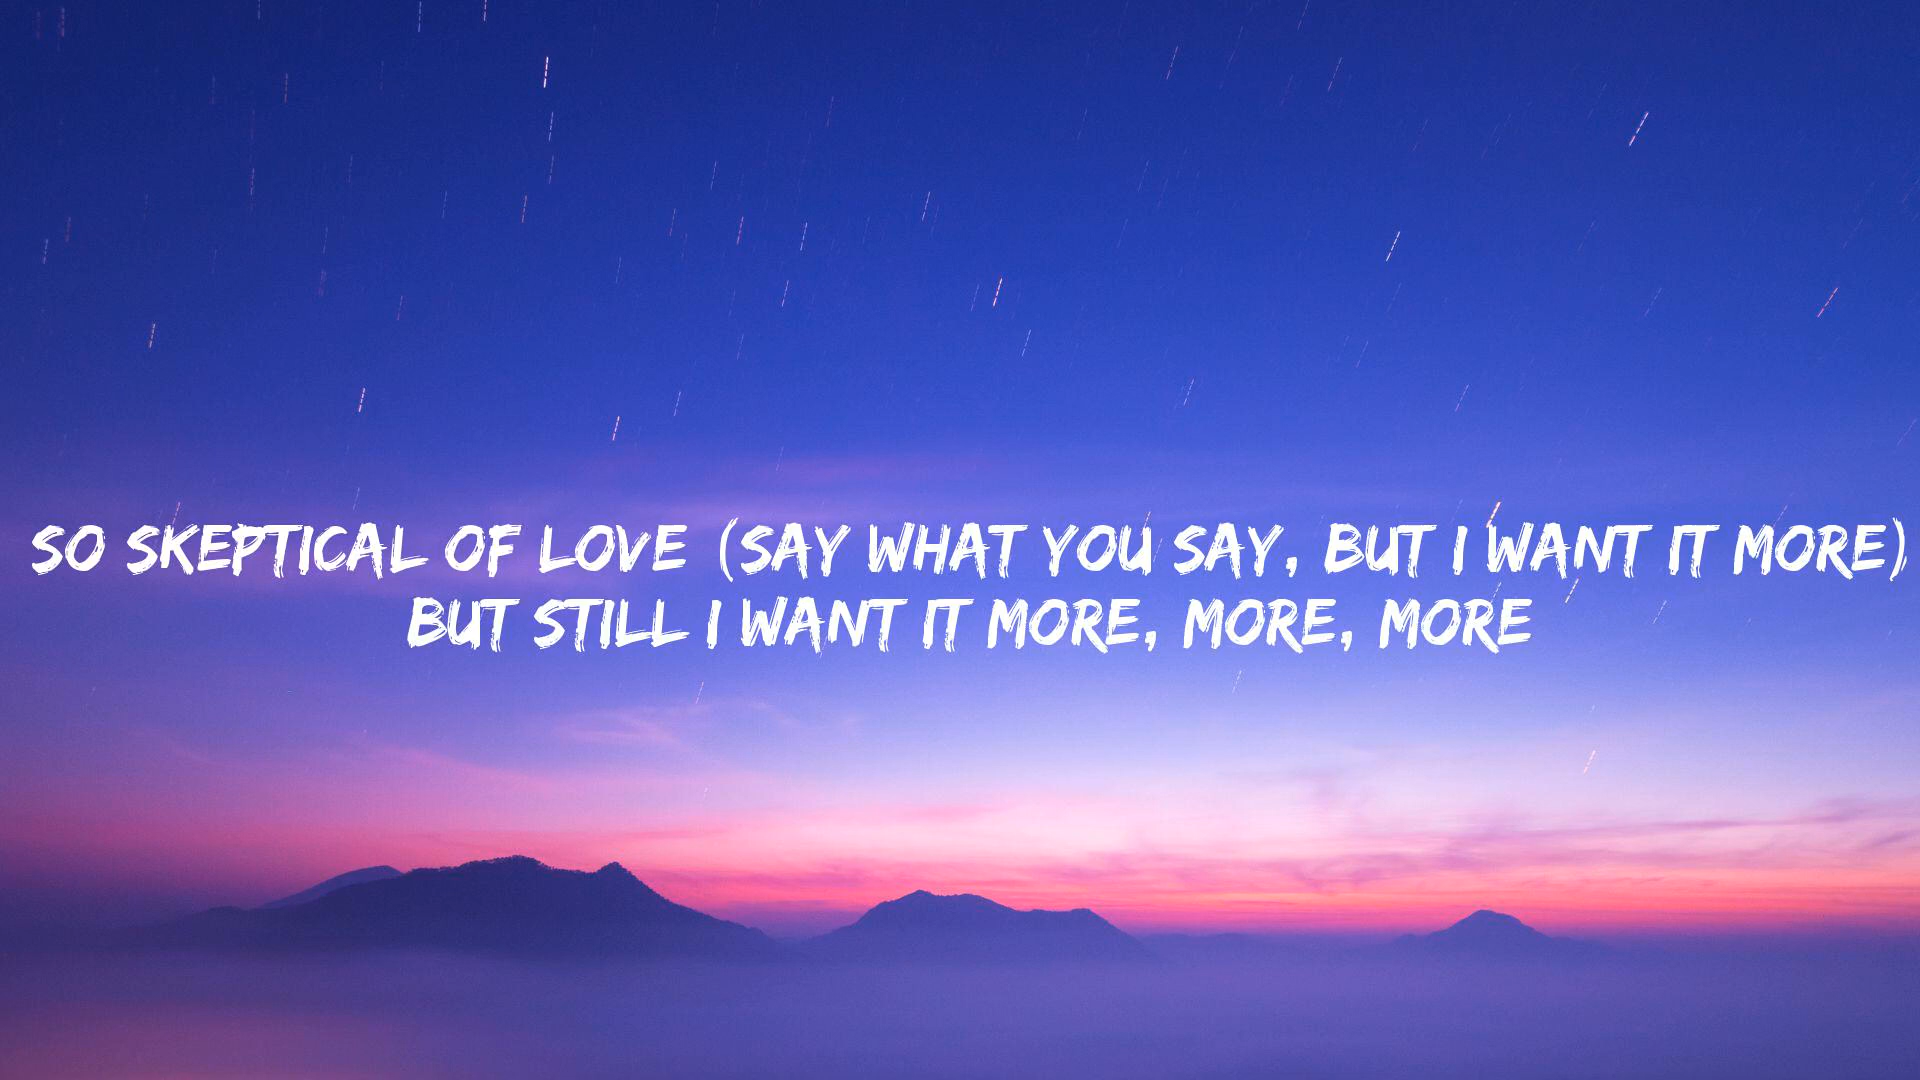 SO SKEPTICAL OF LOVE (SAY WHAT YOU SAY, BUT I WANT IT MORE)
BUT STILL I WANT IT MORE, MORE, MORE